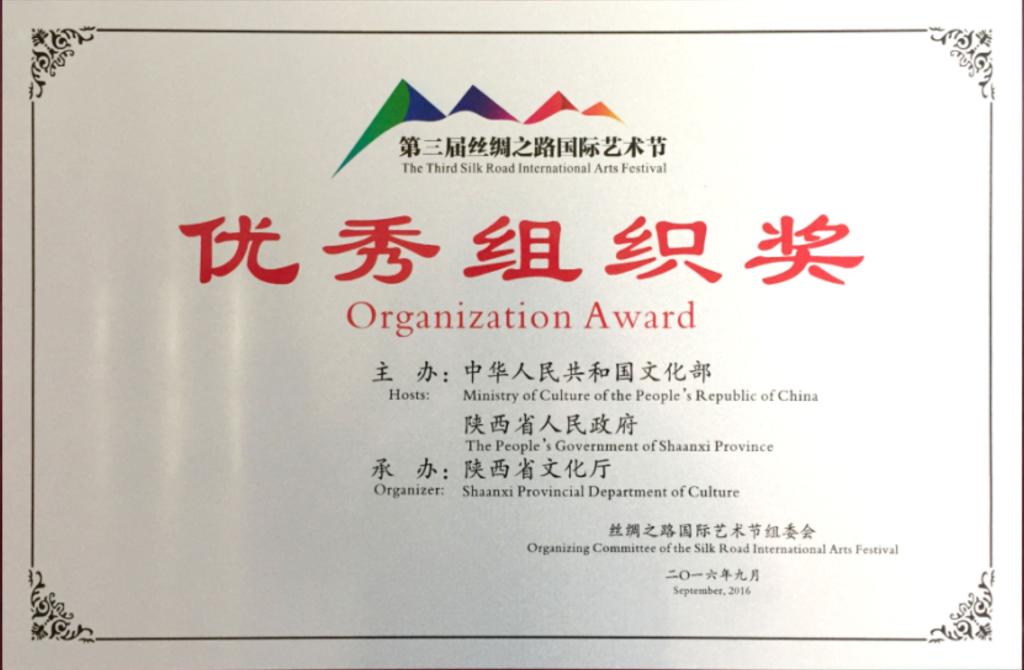 第三届丝绸之路国际艺术节
The Third Silk Road International Arts Festival
优秀组织奖
Organization Award
主 办：中华人民共和国文化部
Hosts: Ministry of Culture of the People's Republic of China
陕西省人民政府
The People's Government of Shaanxi Province
承 办：陕西省文化厅
Organizer: Shaanxi Provincial Department of Culture
丝绸之路国际艺术节组委会
Organizing Committee of the Silk Road International Arts Festival
二〇一六年九月
September, 2016